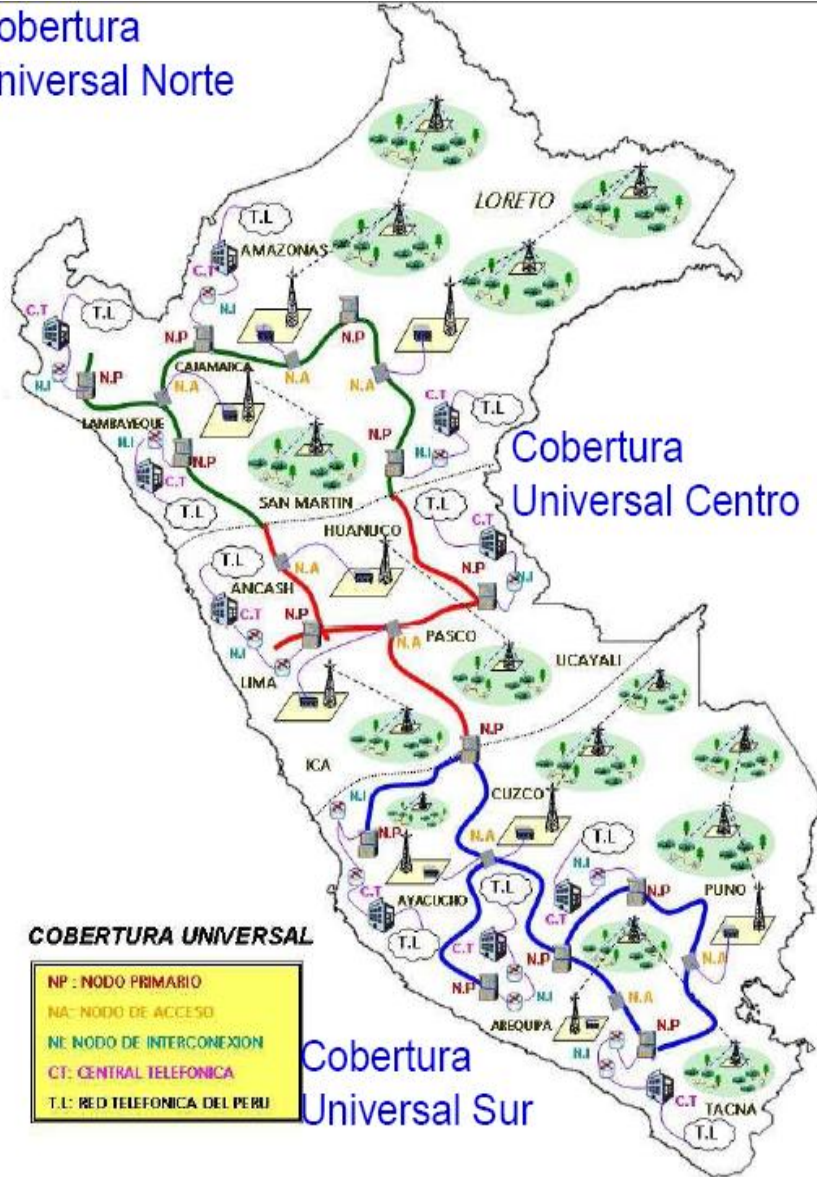 obertura
niversal Norte
LORETO
T.L
AMAZONAS
C.T
N.I
T.L
C.T
N.P
N.P
N.I
N.P
CAJAMARCA
N.A
N.A
N.A
LAMBAYEQUE
N.I
N.P
C.T
T.L
C.T
T.L
N.P
N.I
SAN MARTIN
Cobertura
Universal Centro
HUANUCO
T.L
C.T
N.P
N.I
T.L
N.A
ANCASH
C.T
N.P
N.I
LIMA
N.A
PASCO
UCAYALI
N.P
ICA
N.I
CUZCO
N.P
N.A
C.T
AYACUCHO
T.L
T.L
C.T
N.I
N.P
T.L
N.I
C.T
N.P
PUNO
N.A
N.P
N.A
AREQUIPA
N.P
N.I
C.T
TACNA
T.L
COBERTURA UNIVERSAL
NP : NODO PRIMARIO
NA: NODO DE ACCESO
NI: NODO DE INTERCONEXION
CT: CENTRAL TELEFONICA
T.L: RED TELEFONICA DEL PERU
Cobertura
Universal Sur